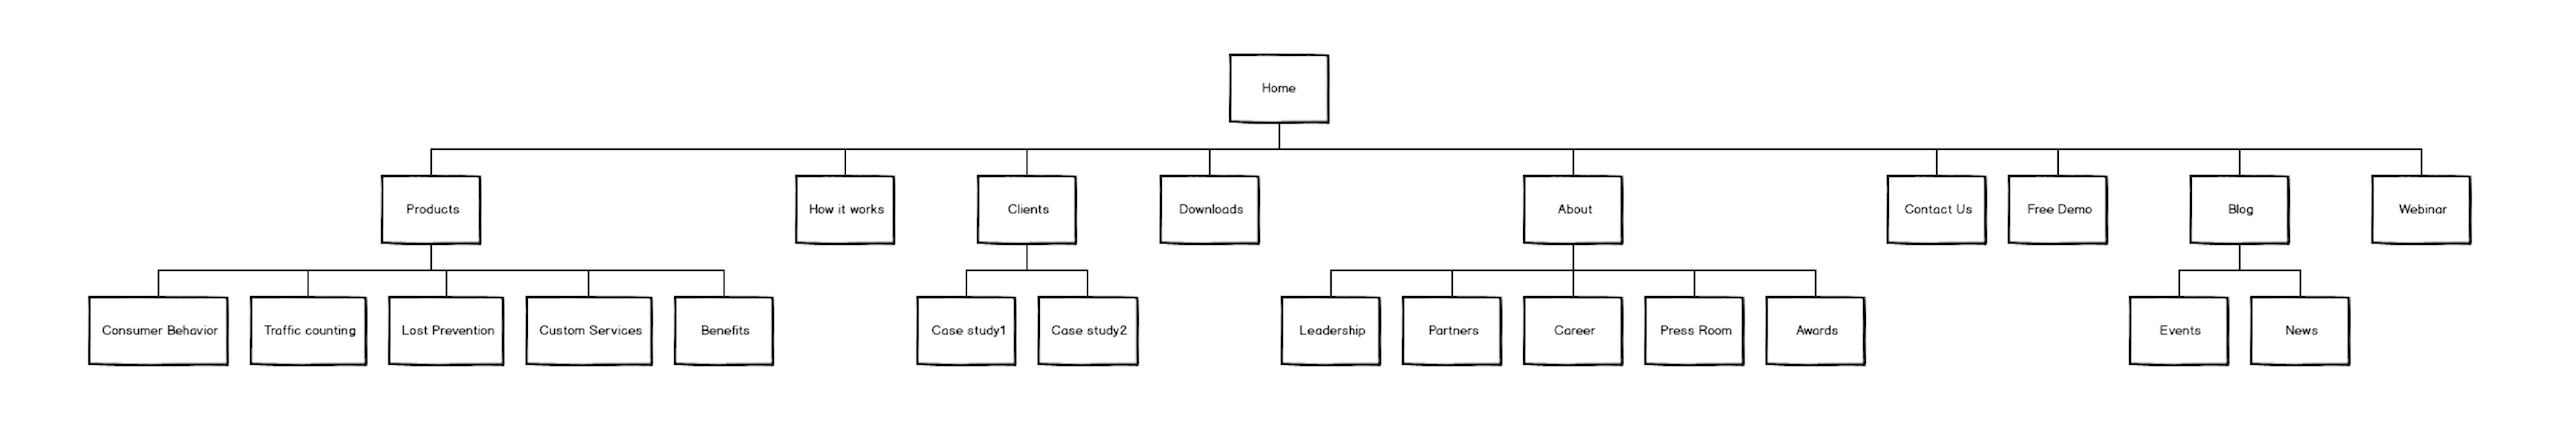 Home
Products
How it works
Clients
Downloads
About
Contact Us
Free Demo
Blog
Webinar
Consumer Behavior
Traffic counting
Lost Prevention
Custom Services
Benefits
Case study1
Case study2
Leadership
Partners
Career
Press Room
Awards
Events
News